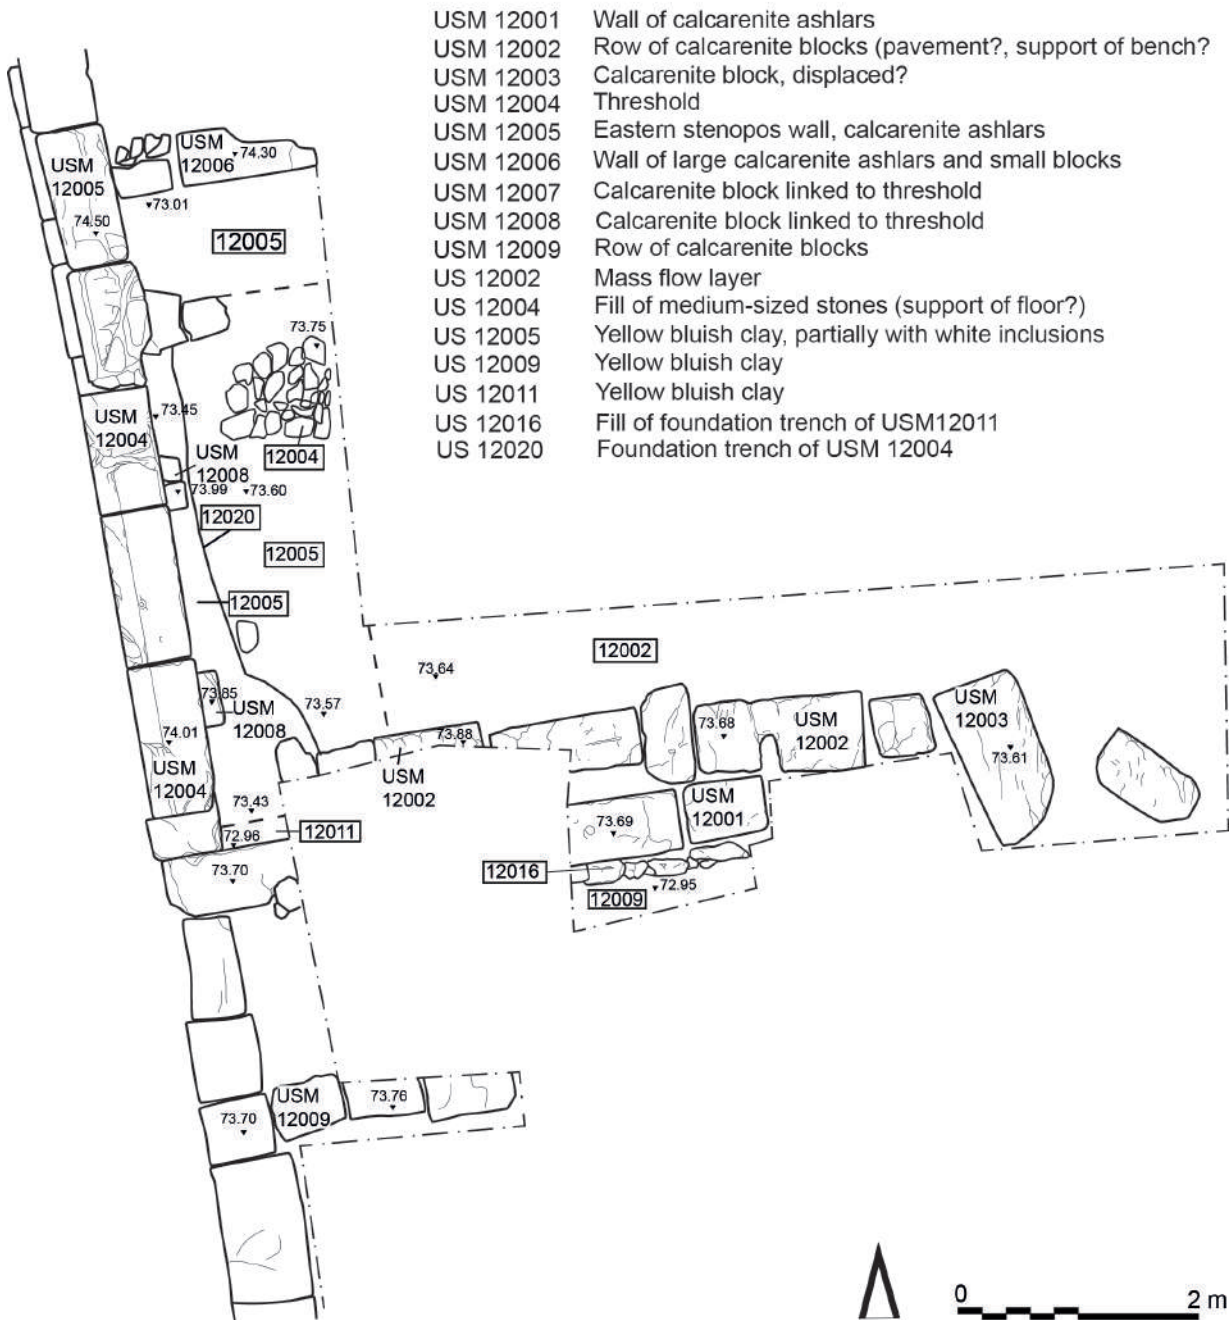 USM 12001 Wall of calcarenite ashlars
USM 12002 Row of calcarenite blocks (pavement?, support of bench?
USM 12003 Calcarenite block, displaced?
USM 12004 Threshold
USM 12005 Eastern stenopos wall, calcarenite ashlars
USM 12006 Wall of large calcarenite ashlars and small blocks
USM 12007 Calcarenite block linked to threshold
USM 12008 Calcarenite block linked to threshold
USM 12009 Row of calcarenite blocks
US 12002 Mass flow layer
US 12004 Fill of medium-sized stones (support of floor?)
US 12005 Yellow bluish clay, partially with white inclusions
US 12009 Yellow bluish clay
US 12011 Yellow bluish clay
US 12016 Fill of foundation trench of USM12011
US 12020 Foundation trench of USM 12004
USM
12006
74.30
USM
12005
73.01
74.50
12005
73.75
USM
12004
73.45
12004
USM
12008
73.99
73.60
12020
12005
12005
12002
73.64
73.85
USM
12008
73.57
74.01
USM
12004
73.88
USM
12002
73.68
USM
12002
USM
12003
73.61
73.43
12011
72.96
73.69
USM
12001
73.70
12016
12009
72.95
73.70
USM
12009
73.76
0
2 m